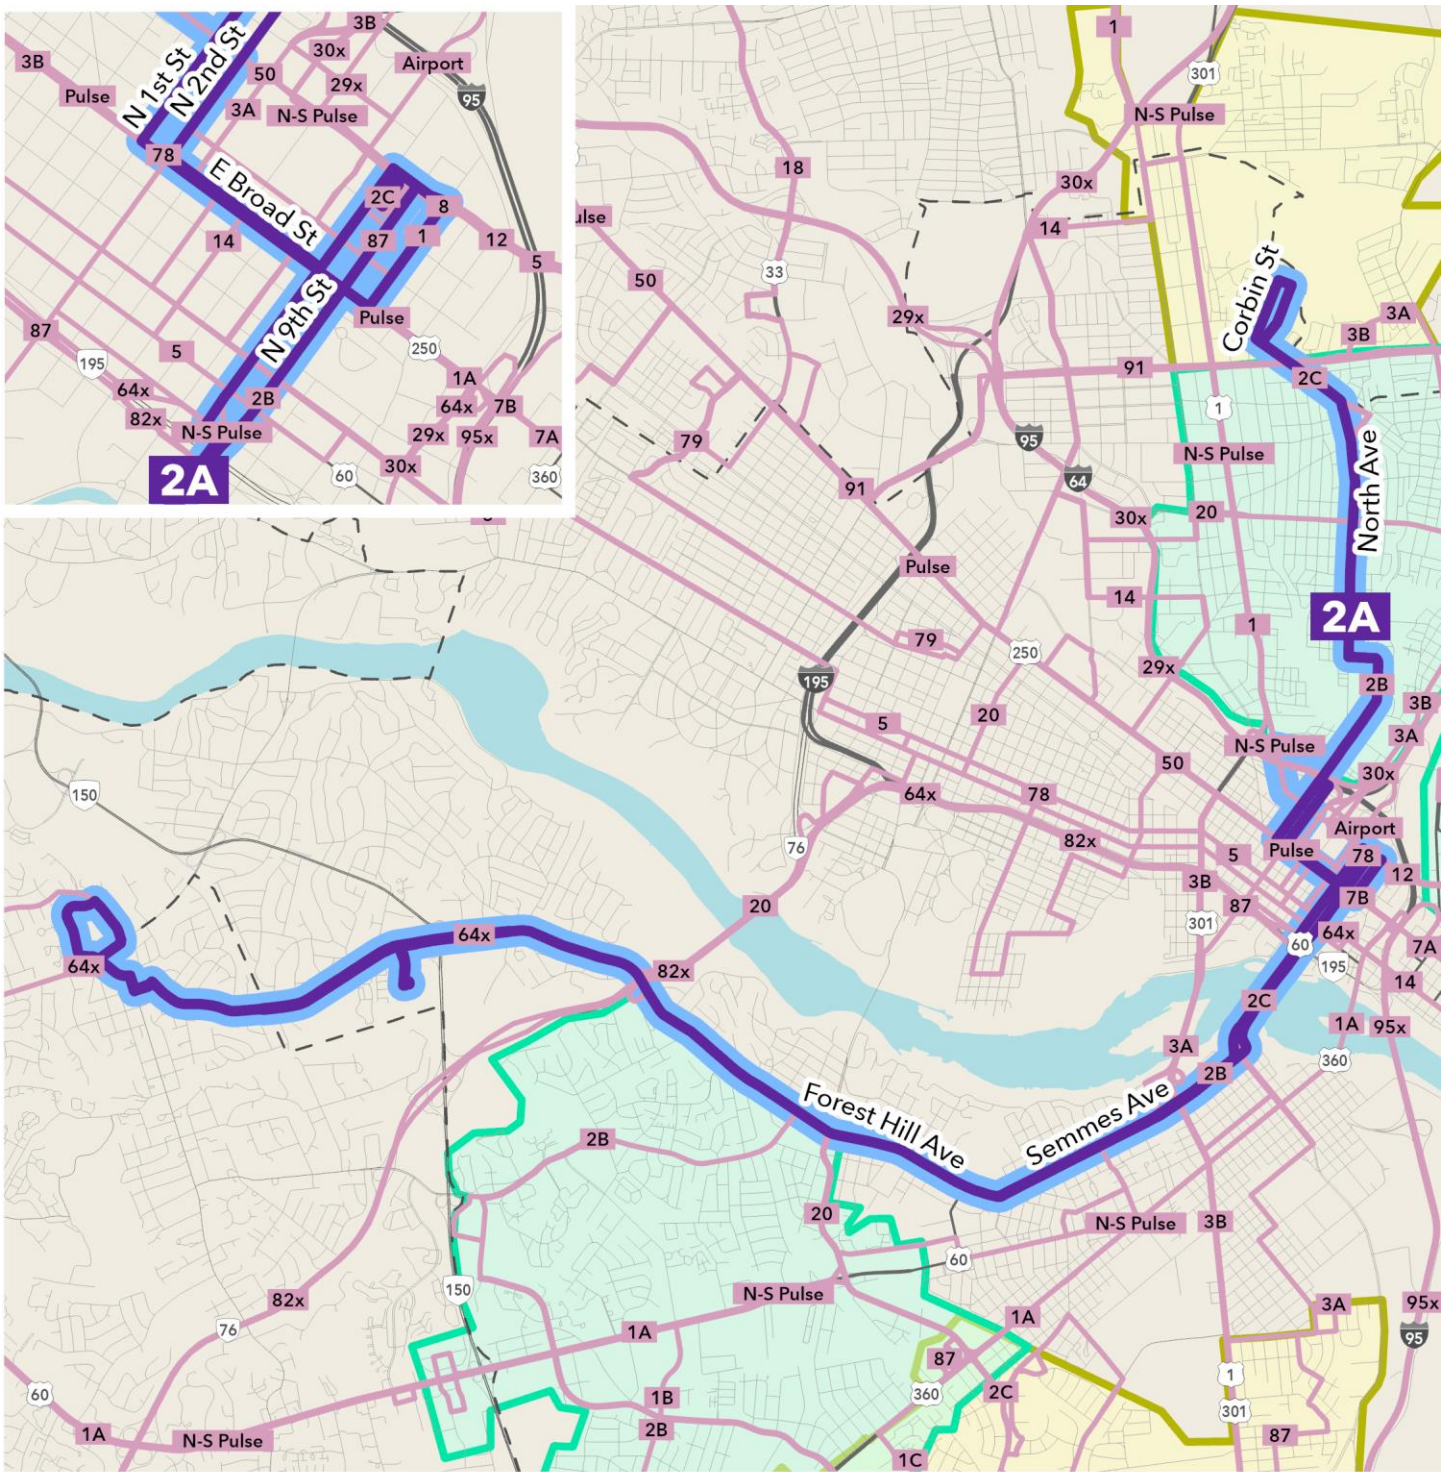 3B
Pulse
N 1st St
N 2nd St
50
3A
30x
3B
29x
N-S Pulse
Airport
95
78
E Broad St
14
2C
87
1
8
12
5
N 9th St
Pulse
250
87
195
5
64x
82x
2B
N-S Pulse
1A
64x
7B
29x
95x
7A
30x
60
360
2A
1
301
N-S Pulse
18
30x
14
ulse
33
50
29x
Corbin St
3A
3B
91
2C
1
79
95
N-S Pulse
North Ave
64
91
30x
20
Pulse
14
2A
79
1
250
29x
195
2B
20
5
3B
3A
N-S Pulse
50
30x
150
64x
78
Airport
82x
Pulse
5
78
76
12
3B
7B
20
87
301
64x
60
7A
64x
195
64x
82x
14
2C
1A
95x
360
3A
2B
Forest Hill Ave
Semmes Ave
2B
20
N-S Pulse
3B
60
150
N-S Pulse
82x
3A
95x
76
1A
1A
95
87
1
60
360
2C
301
1B
1A
N-S Pulse
2B
87
1C